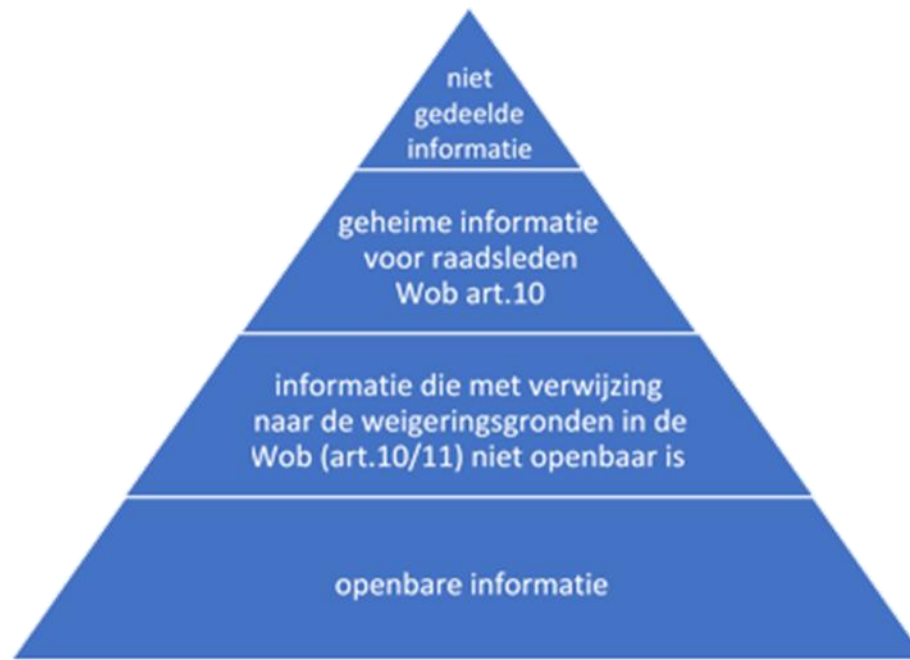 niet
gedeelde
informatie
geheime informatie
voor raadsleden
Wob art.10
informatie die met verwijzing
naar de weigeringsgronden in de
Wob (art.10/11) niet openbaar is
openbare informatie